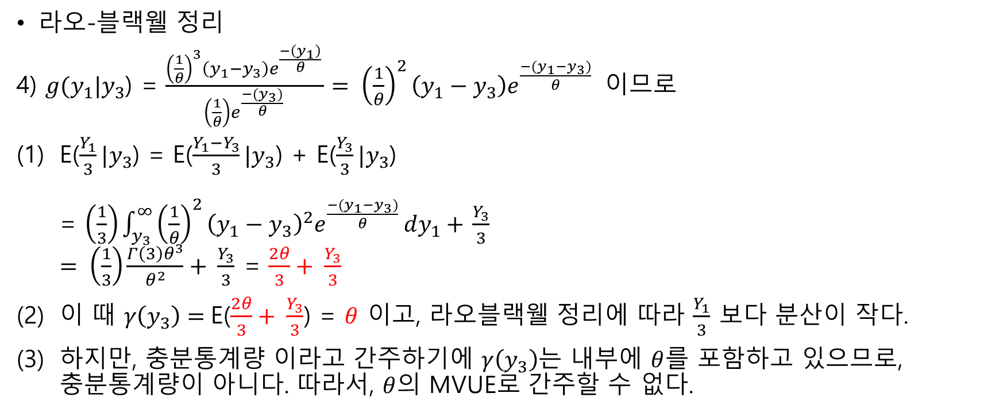 • 라오-블랙웰 정리
4) $g(y_1|y_3) = \frac{\left(\frac{1}{\theta}\right)^3 (y_1-y_3)e^{\frac{-(y_1)}{\theta}}}{\left(\frac{1}{\theta}\right)e^{\frac{-(y_3)}{\theta}}} = \left(\frac{1}{\theta}\right)^2 (y_1-y_3)e^{\frac{-(y_1-y_3)}{\theta}}$ 이므로
(1) $E(\frac{Y_1}{3}|y_3) = E(\frac{Y_1-Y_3}{3}|y_3) + E(\frac{Y_3}{3}|y_3)$
$= \left(\frac{1}{3}\right)\int_{y_3}^{\infty}\left(\frac{1}{\theta}\right)^2 (y_1-y_3)^2 e^{\frac{-(y_1-y_3)}{\theta}} dy_1 + \frac{Y_3}{3}$
$= \left(\frac{1}{3}\right)\frac{\Gamma(3)\theta^3}{\theta^2} + \frac{Y_3}{3} = \frac{2\theta}{3} + \frac{Y_3}{3}$
(2) 이 때 $\gamma(y_3) = E(\frac{2\theta}{3} + \frac{Y_3}{3}) = \theta$ 이고, 라오블랙웰 정리에 따라 $\frac{Y_1}{3}$ 보다 분산이 작다.
(3) 하지만, 충분통계량 이라고 간주하기에 $\gamma(y_3)$는 내부에 $\theta$를 포함하고 있으므로,
충분통계량이 아니다. 따라서, $\theta$의 MVUE로 간주할 수 없다.